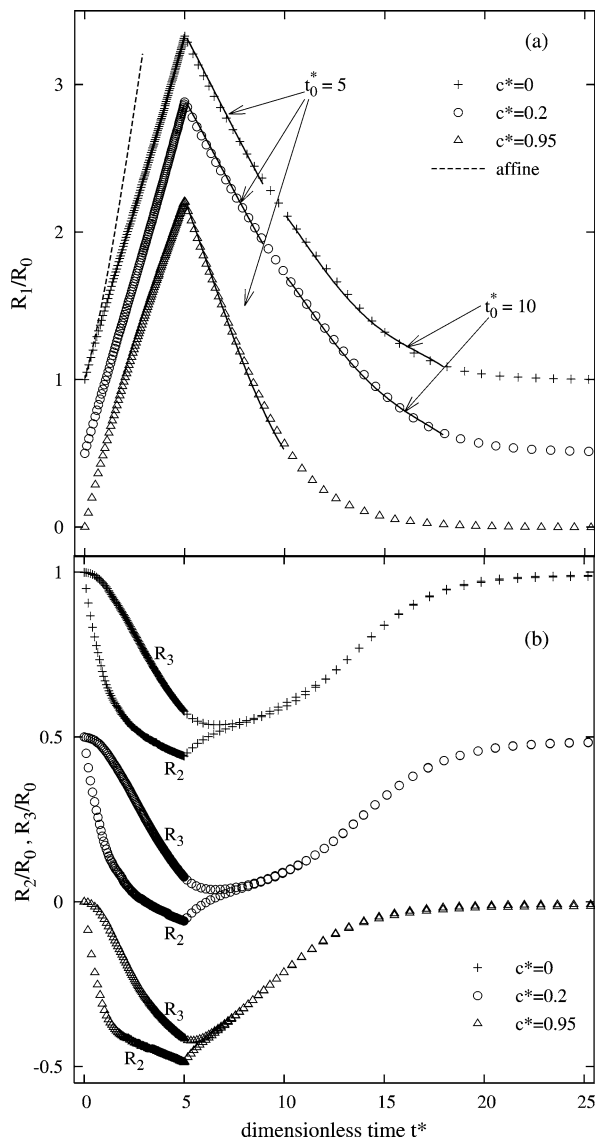 (a)
3
2
1
0
R1/R0
t*0 = 5
t*0 = 10
c*=0
c*=0.2
c*=0.95
affine
(b)
1
0.5
0
-0.5
R2/R0 , R3/R0
R3
R2
R3
R2
R3
R2
c*=0
c*=0.2
c*=0.95
0 5 10 15 20 25
dimensionless time t*